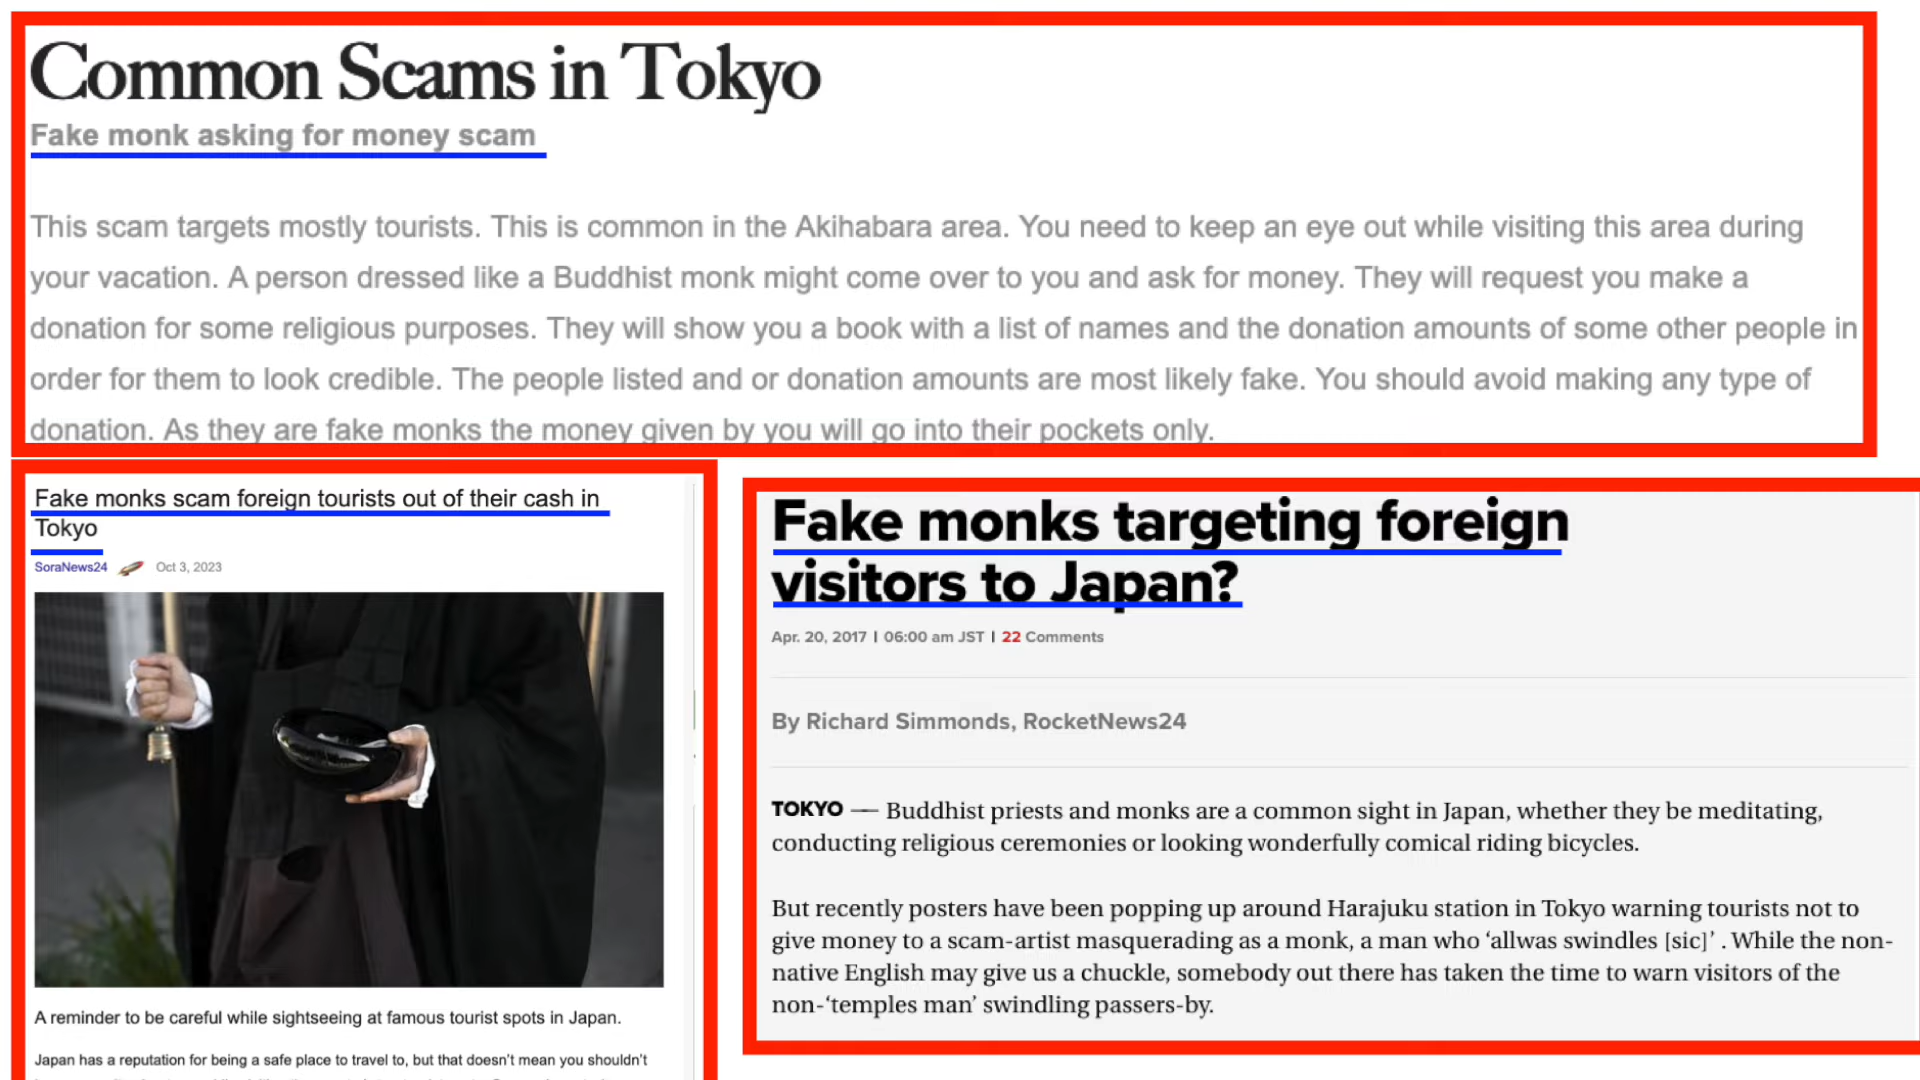 Common Scams in Tokyo
Fake monk asking for money scam
This scam targets mostly tourists. This is common in the Akihabara area. You need to keep an eye out while visiting this area during
your vacation. A person dressed like a Buddhist monk might come over to you and ask for money. They will request you make a
donation for some religious purposes. They will show you a book with a list of names and the donation amounts of some other people in
order for them to look credible. The people listed and or donation amounts are most likely fake. You should avoid making any type of
donation. As they are fake monks the money given by you will go into their pockets only.
Fake monks scam foreign tourists out of their cash in
Tokyo
SoraNews24 Oct 3, 2023
A reminder to be careful while sightseeing at famous tourist spots in Japan.
Japan has a reputation for being a safe place to travel to, but that doesn't mean you shouldn't
Fake monks targeting foreign
visitors to Japan?
Apr. 20, 2017 | 06:00 am JST | 22 Comments
By Richard Simmonds, RocketNews24
TOKYO — Buddhist priests and monks are a common sight in Japan, whether they be meditating,
conducting religious ceremonies or looking wonderfully comical riding bicycles.
But recently posters have been popping up around Harajuku station in Tokyo warning tourists not to
give money to a scam-artist masquerading as a monk, a man who ‘allwas swindles [sic]’ . While the non-
native English may give us a chuckle, somebody out there has taken the time to warn visitors of the
non-‘temples man’ swindling passers-by.